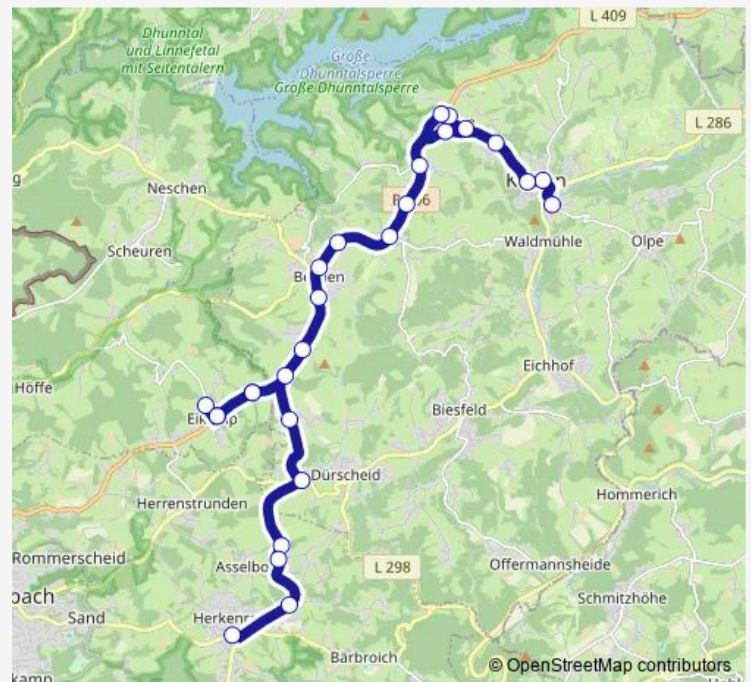 L 409
Dhünntal
und Linnefetal
mit Seitentälern
Große
Dhünntalsperre
Große Dhünntalsperre
L 286
Neschen
Scheuren
Waldmühle
Olpe
Eichhof
Höffe
Biesfeld
Dürscheid
Herrenstrunden
Hommerich
Rommerscheid
L 298
Offermannsheide
bach
Schmitzhöhe
Sand
Bärbroich
© OpenStreetMap contributors